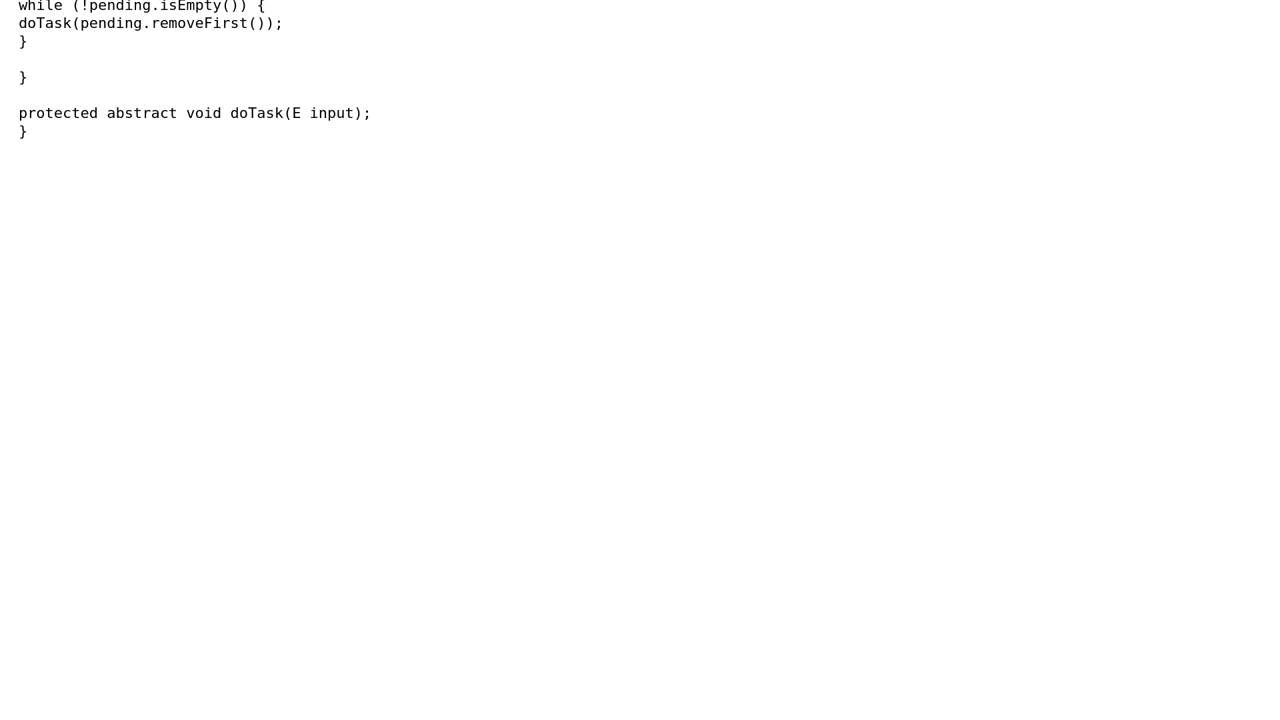 while (!pending.isEmpty()) {
doTask(pending.removeFirst());
}
}
protected abstract void doTask(E input);
}